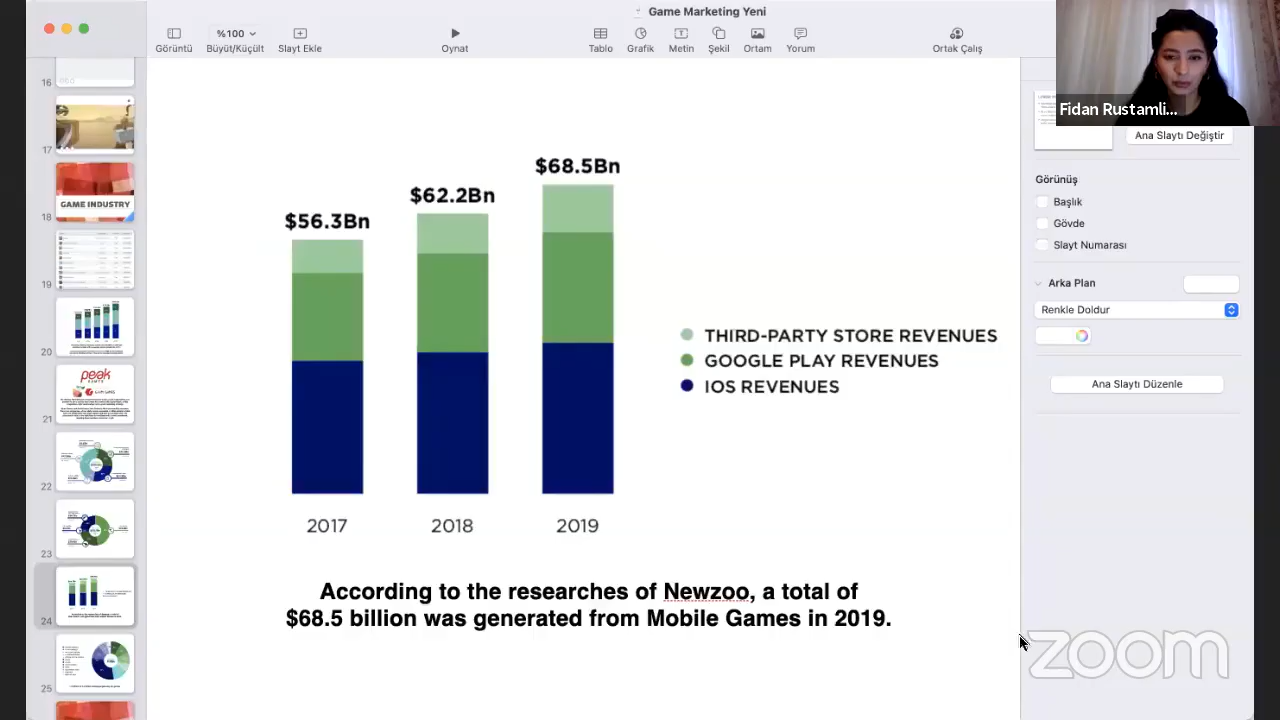 Game Marketing Yeni
Görüntü
%100
Büyüt/Küçült
Slayt Ekle
Oynat
Tablo
Grafik
Metin
Şekil
Ortam
Yorum
Ortak Çalış
Fidan Rustamli...
Ana Slaytı Değiştir
Görünüş
Başlık
Gövde
Slayt Numarası
Arka Plan
Renkle Doldur
Ana Slaytı Düzenle
16
17
18
GAME INDUSTRY
19
20
21
peak
22
23
24
25
$56.3Bn
$62.2Bn
$68.5Bn
THIRD-PARTY STORE REVENUES
GOOGLE PLAY REVENUES
IOS REVENUES
2017
2018
2019
According to the researches of Newzoo, a total of
$68.5 billion was generated from Mobile Games in 2019.
zoom